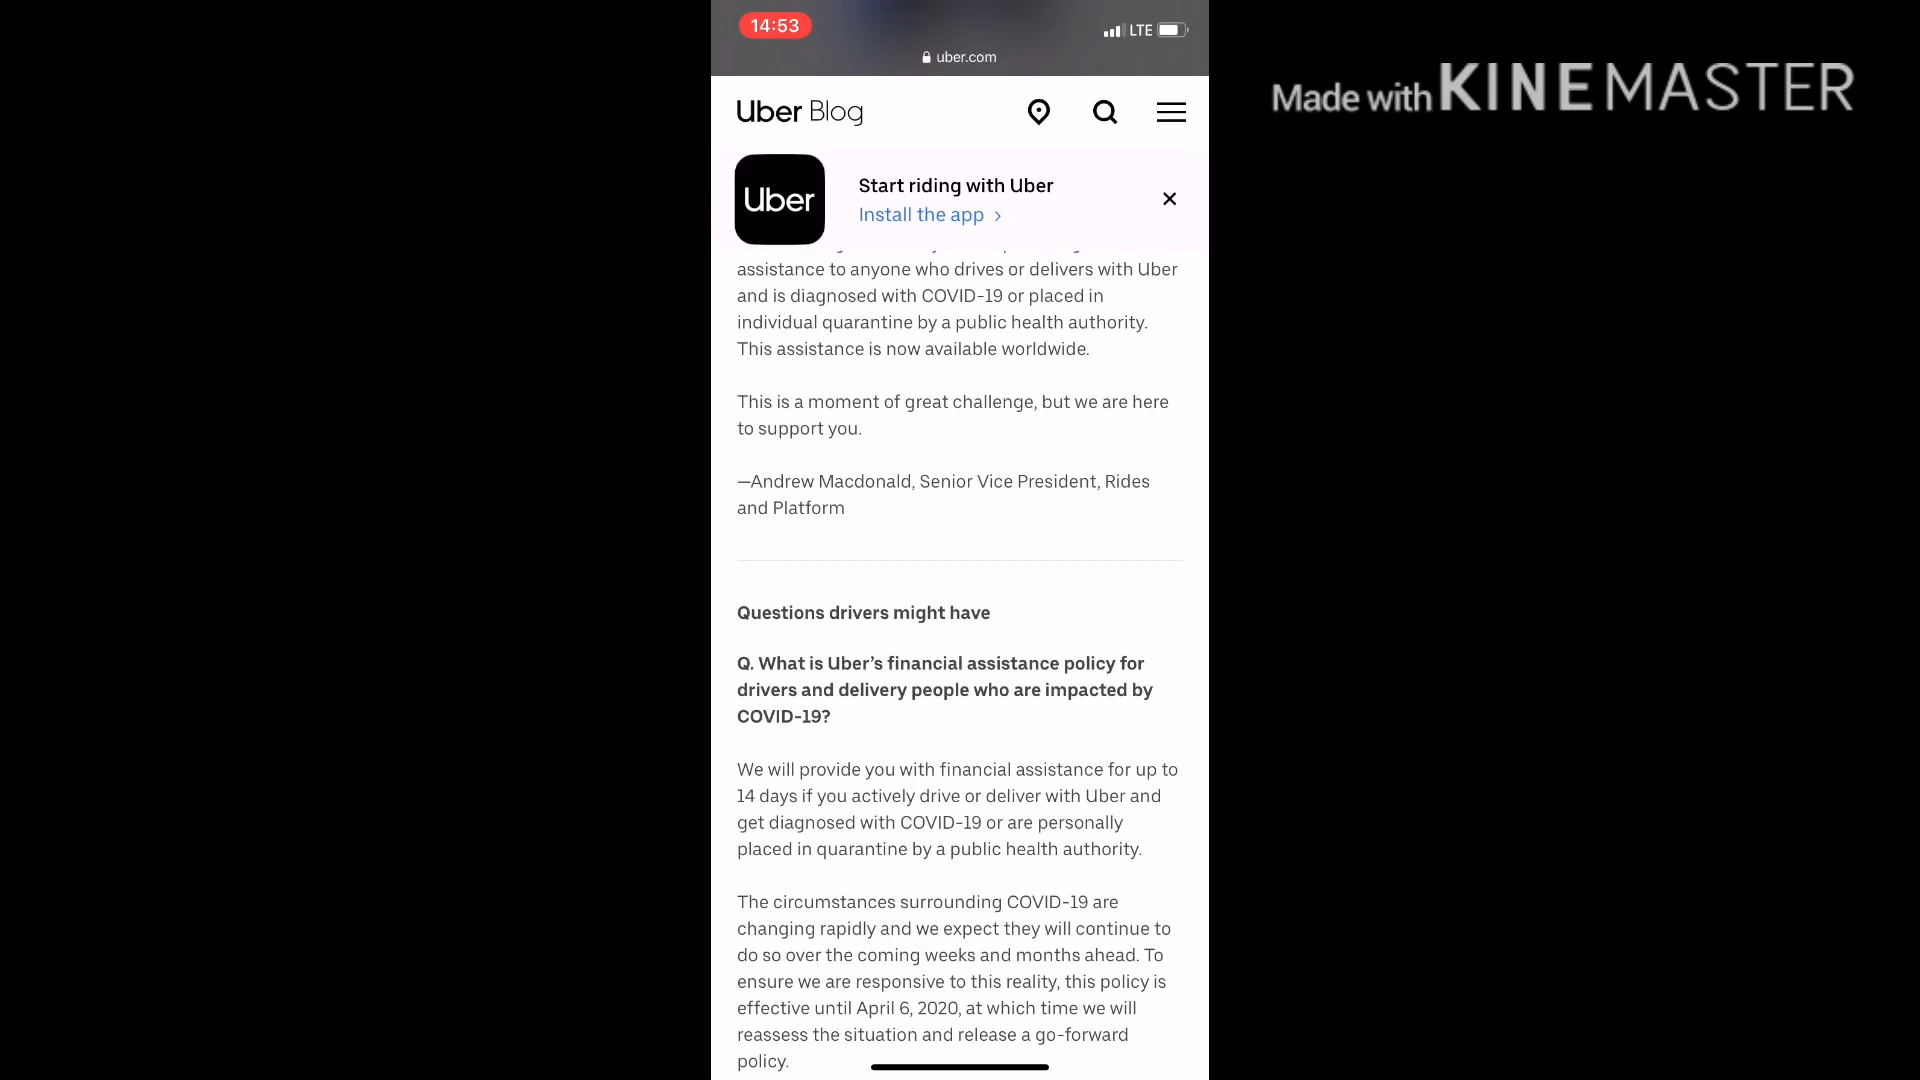 14:53
LTE
uber.com
Made with KINEMASTER
Uber Blog
Uber
Start riding with Uber
Install the app
assistance to anyone who drives or delivers with Uber
and is diagnosed with COVID-19 or placed in
individual quarantine by a public health authority.
This assistance is now available worldwide.
This is a moment of great challenge, but we are here
to support you.
—Andrew Macdonald, Senior Vice President, Rides
and Platform
Questions drivers might have
Q. What is Uber’s financial assistance policy for
drivers and delivery people who are impacted by
COVID-19?
We will provide you with financial assistance for up to
14 days if you actively drive or deliver with Uber and
get diagnosed with COVID-19 or are personally
placed in quarantine by a public health authority.
The circumstances surrounding COVID-19 are
changing rapidly and we expect they will continue to
do so over the coming weeks and months ahead. To
ensure we are responsive to this reality, this policy is
effective until April 6, 2020, at which time we will
reassess the situation and release a go-forward
policy.